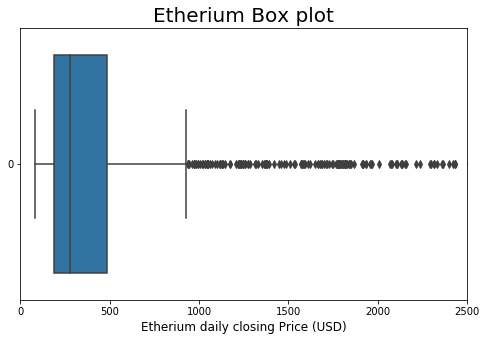 Etherium Box plot
0
0 500 1000 1500 2000 2500
Etherium daily closing Price (USD)